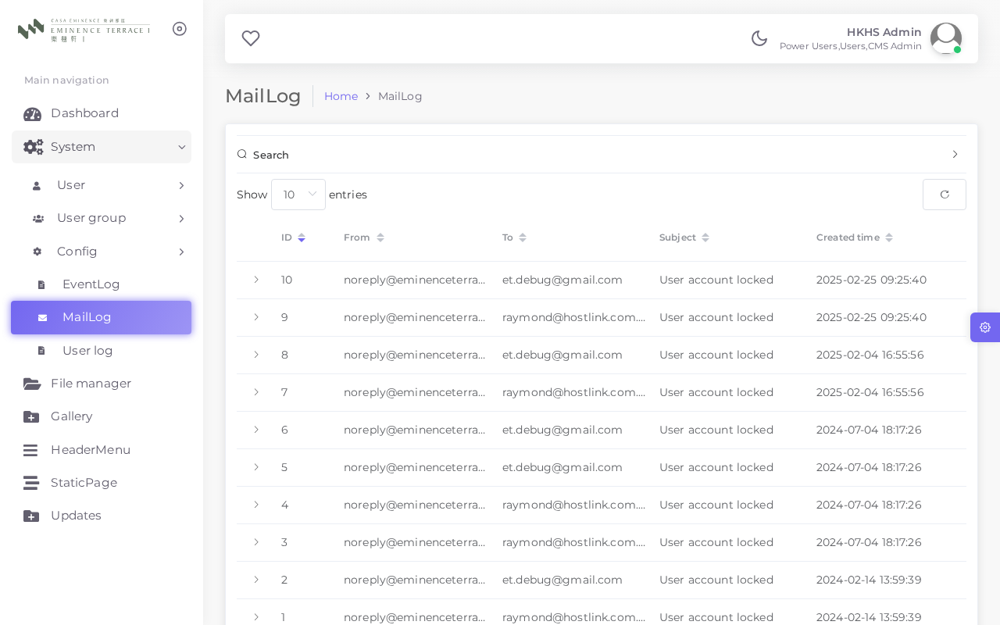 CASA EMINENCE 樂翹都匯
EMINENCE TERRACE I
樂翹軒 I
HKHS Admin
Power Users,Users,CMS Admin
Main navigation
Dashboard
System
User
User group
Config
EventLog
MailLog
User log
File manager
Gallery
HeaderMenu
StaticPage
Updates
MailLog
Home
MailLog
Search
Show 10 entries
ID From To Subject Created time
10 noreply@eminenceterra... et.debug@gmail.com User account locked 2025-02-25 09:25:40
9 noreply@eminenceterra... raymond@hostlink.com.... User account locked 2025-02-25 09:25:40
8 noreply@eminenceterra... et.debug@gmail.com User account locked 2025-02-04 16:55:56
7 noreply@eminenceterra... raymond@hostlink.com.... User account locked 2025-02-04 16:55:56
6 noreply@eminenceterra... et.debug@gmail.com User account locked 2024-07-04 18:17:26
5 noreply@eminenceterra... et.debug@gmail.com User account locked 2024-07-04 18:17:26
4 noreply@eminenceterra... raymond@hostlink.com.... User account locked 2024-07-04 18:17:26
3 noreply@eminenceterra... raymond@hostlink.com.... User account locked 2024-07-04 18:17:26
2 noreply@eminenceterra... et.debug@gmail.com User account locked 2024-02-14 13:59:39
1 noreply@eminenceterra... raymond@hostlink.com.... User account locked 2024-02-14 13:59:39